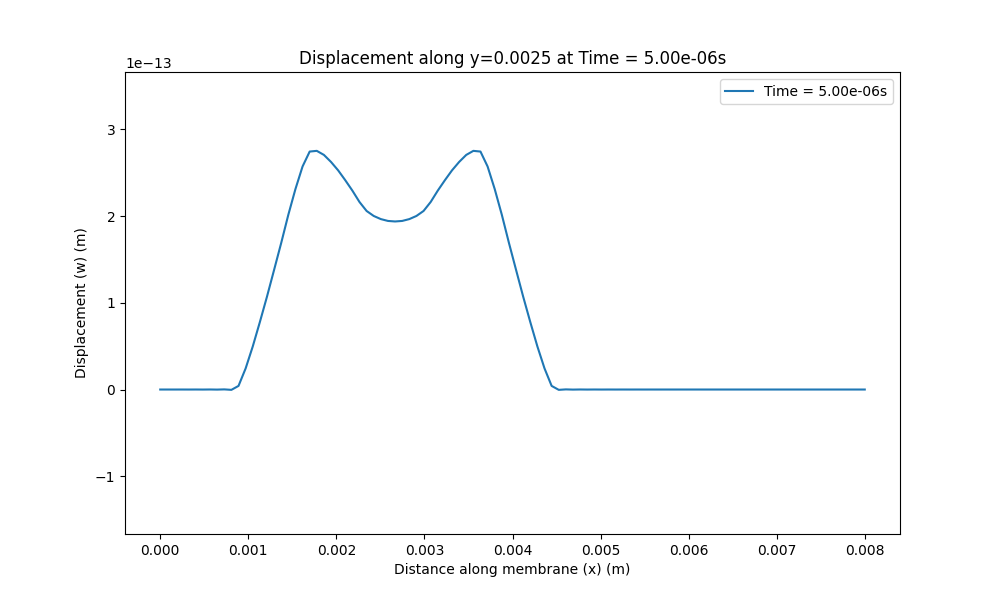 Displacement along y=0.0025 at Time = 5.00e-06s
1e−13
Time = 5.00e-06s
3
2
1
0
−1
Displacement (w) (m)
0.000 0.001 0.002 0.003 0.004 0.005 0.006 0.007 0.008
Distance along membrane (x) (m)